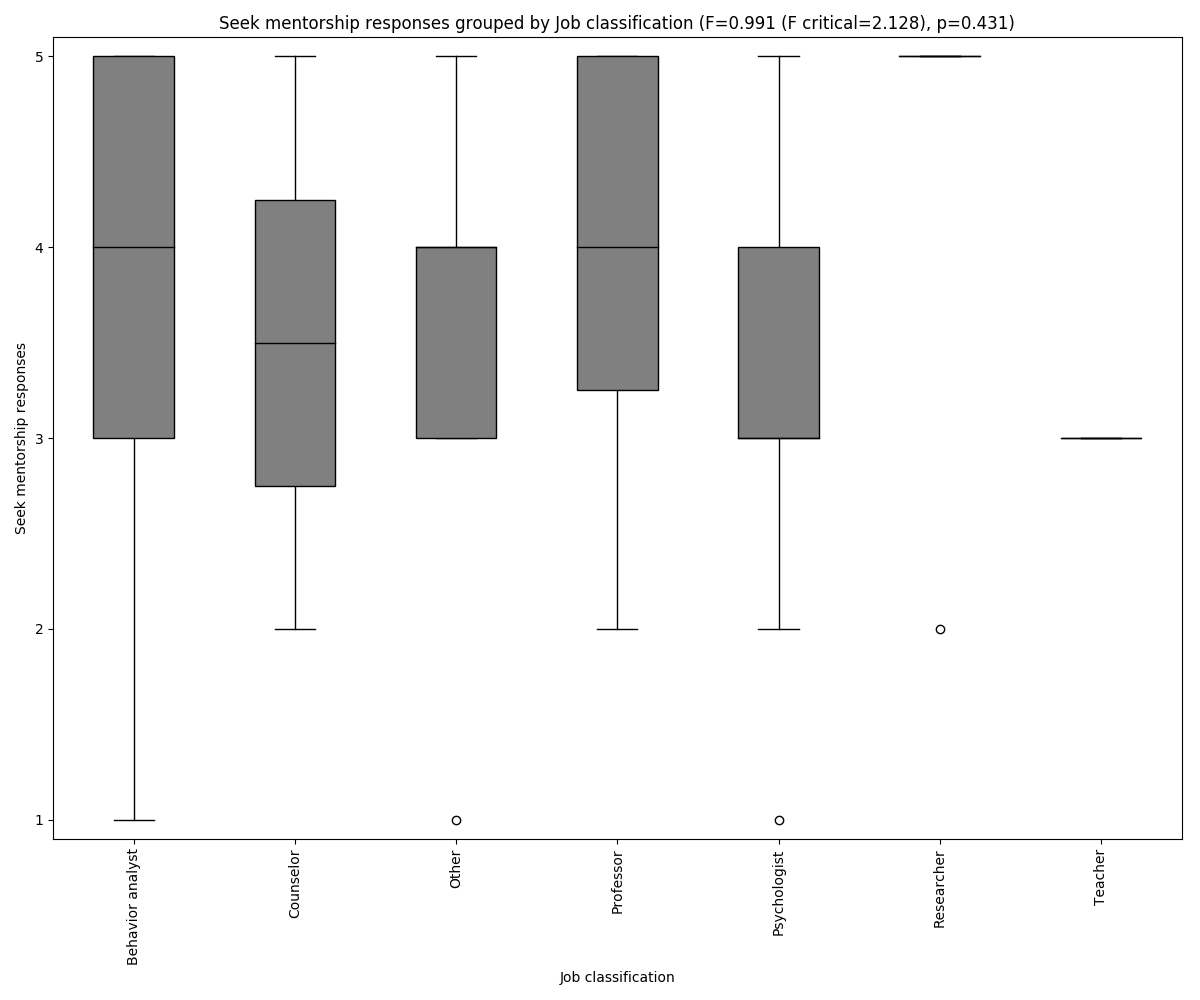 Seek mentorship responses grouped by Job classification (F=0.991 (F critical=2.128), p=0.431)
Seek mentorship responses
5
4
3
2
1
Behavior analyst
Counselor
Other
Professor
Psychologist
Researcher
Teacher
Job classification